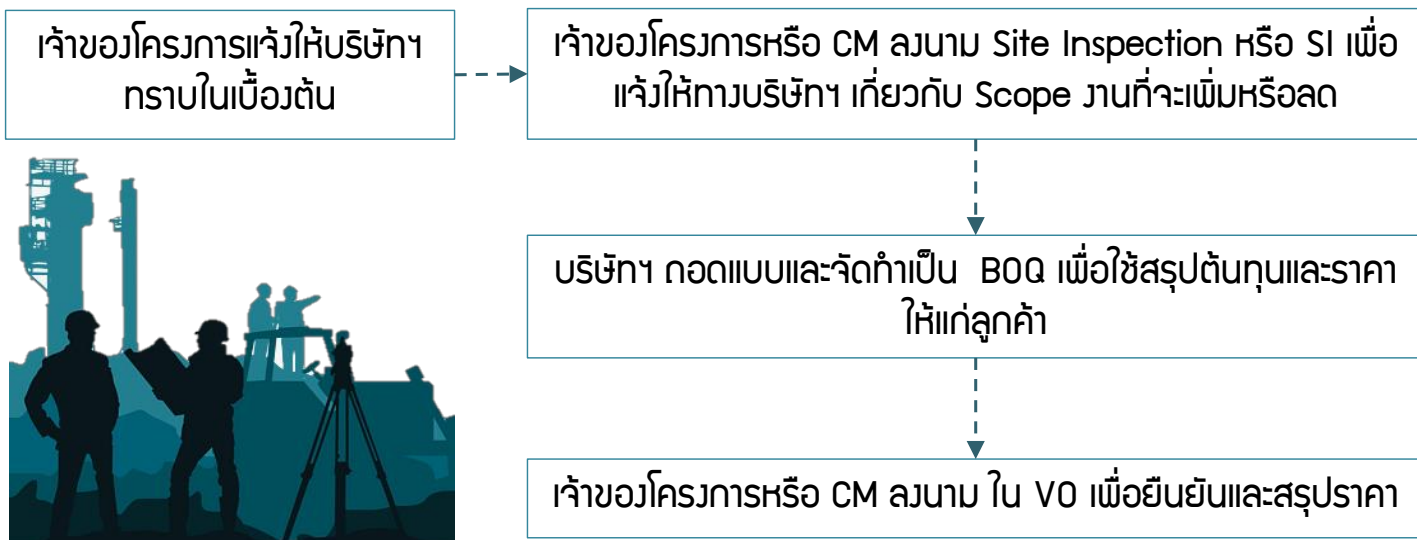 เจ้าของโครงการแจ้งให้บริษัทฯ
ทราบในเบื้องต้น
เจ้าของโครงการหรือ CM ลงนาม Site Inspection หรือ SI เพื่อ
แจ้งให้ทางบริษัทฯ เกี่ยวกับ Scope งานที่จะเพิ่มหรือลด
บริษัทฯ ถอดแบบและจัดทำเป็น BOQ เพื่อใช้สรุปต้นทุนและราคา
ให้แก่ลูกค้า
เจ้าของโครงการหรือ CM ลงนาม ใน VO เพื่อยืนยันและสรุปราคา